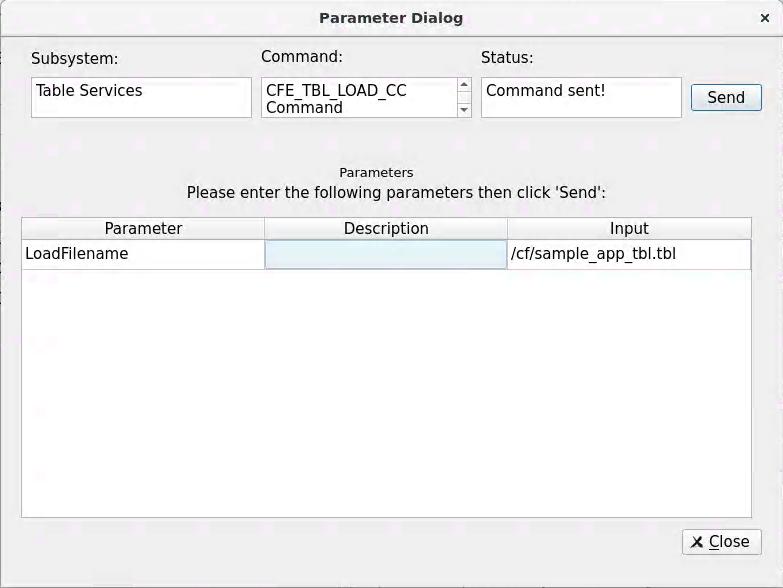 Parameter Dialog
Subsystem:
Command:
Status:
Table Services
CFE_TBL_LOAD_CC
Command
Command sent!
Send
Parameters
Please enter the following parameters then click 'Send':
Parameter
Description
Input
LoadFilename
/cf/sample_app_tbl.tbl
Close